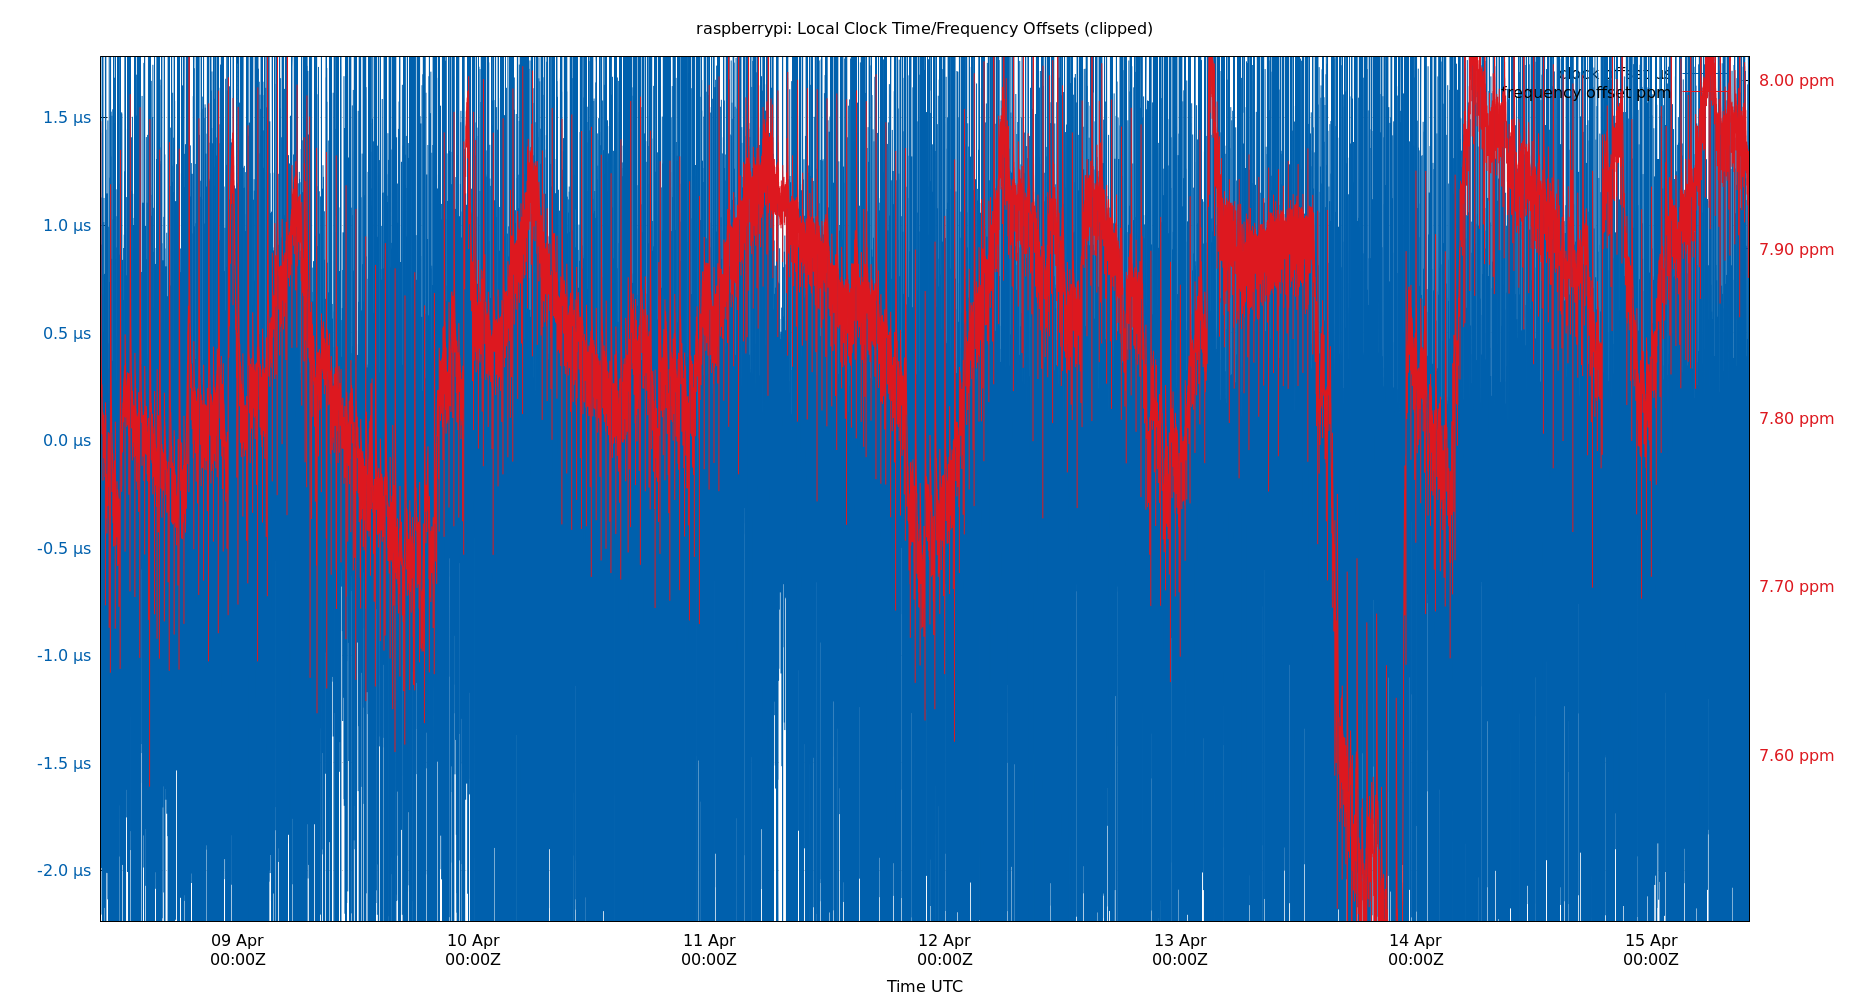 raspberrypi: Local Clock Time/Frequency Offsets (clipped)
clock offset µs
frequency offset ppm
1.5 µs
1.0 µs
0.5 µs
0.0 µs
-0.5 µs
-1.0 µs
-1.5 µs
-2.0 µs
8.00 ppm
7.90 ppm
7.80 ppm
7.70 ppm
7.60 ppm
09 Apr
00:00Z
10 Apr
00:00Z
11 Apr
00:00Z
12 Apr
00:00Z
13 Apr
00:00Z
14 Apr
00:00Z
15 Apr
00:00Z
Time UTC